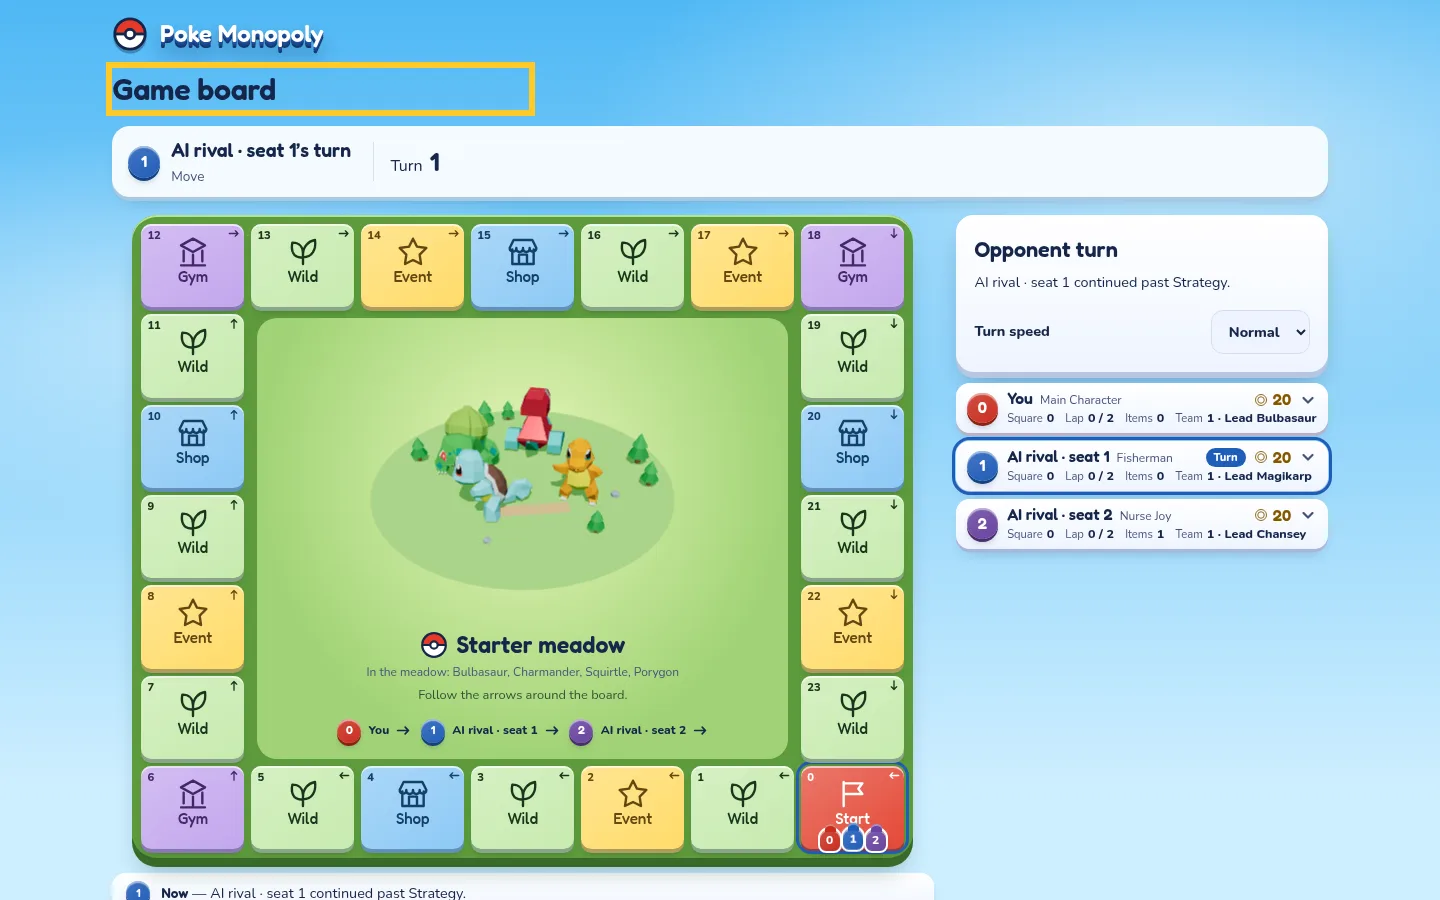 Poke Monopoly
Game board
1 AI rival · seat 1's turn
Move
Turn 1
12 → Gym
13 → Wild
14 → Event
15 → Shop
16 → Wild
17 → Event
18 ↓ Gym
11 ↑ Wild
19 ↓ Wild
10 ↑ Shop
20 ↓ Shop
9 ↑ Wild
21 ↓ Wild
8 ↑ Event
22 ↓ Event
7 ↑ Wild
23 ↓ Wild
Starter meadow
In the meadow: Bulbasaur, Charmander, Squirtle, Porygon
Follow the arrows around the board.
0 You → 1 AI rival · seat 1 → 2 AI rival · seat 2 →
6 ↑ Gym
5 ← Wild
4 ← Shop
3 ← Wild
2 ← Event
1 ← Wild
0 ← Start
0 1 2
1 Now — AI rival · seat 1 continued past Strategy.
Opponent turn
AI rival · seat 1 continued past Strategy.
Turn speed Normal
0 You Main Character 20
Square 0 Lap 0 / 2 Items 0 Team 1 · Lead Bulbasaur
1 AI rival · seat 1 Fisherman Turn 20
Square 0 Lap 0 / 2 Items 0 Team 1 · Lead Magikarp
2 AI rival · seat 2 Nurse Joy 20
Square 0 Lap 0 / 2 Items 1 Team 1 · Lead Chansey